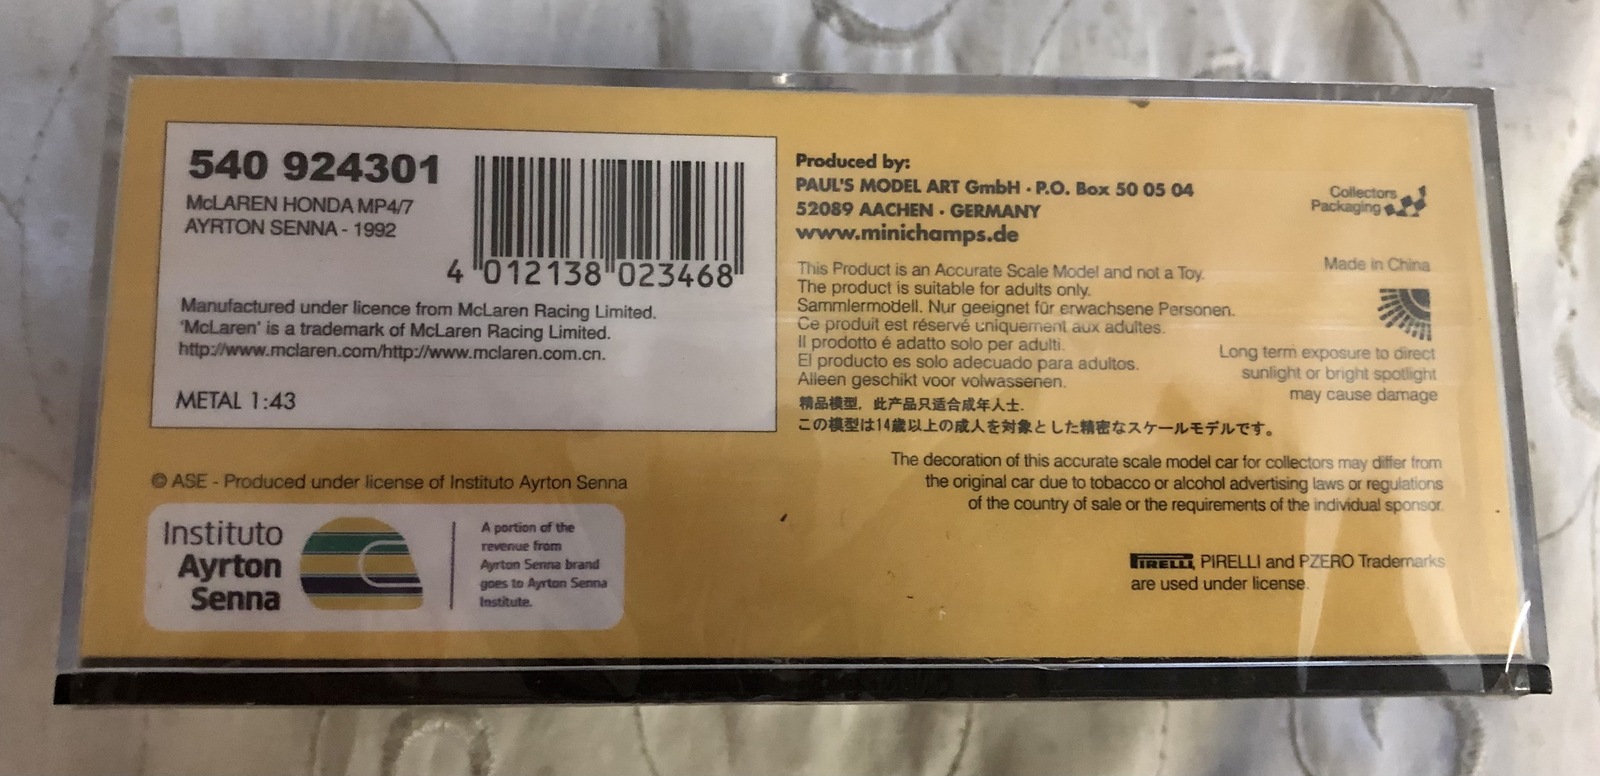 540 924301
McLAREN HONDA MP4/7
AYRTON SENNA - 1992
4 012138 023468
Manufactured under licence from McLaren Racing Limited.
'McLaren' is a trademark of McLaren Racing Limited.
http://www.mclaren.com/http://www.mclaren.com.cn.
METAL 1:43
© ASE - Produced under license of Instituto Ayrton Senna
Instituto
Ayrton
Senna
A portion of the
revenue from
Ayrton Senna brand
goes to Ayrton Senna
Institute.
Produced by:
PAUL'S MODEL ART GmbH · P.O. Box 50 05 04
52089 AACHEN · GERMANY
www.minichamps.de
This Product is an Accurate Scale Model and not a Toy.
The product is suitable for adults only.
Sammlermodell. Nur geeignet für erwachsene Personen.
Ce produit est réservé uniquement aux adultes.
Il prodotto é adatto solo per adulti.
El producto es solo adecuado para adultos.
Alleen geschikt voor volwassenen.
精品模型，此产品只适合成年人士.
この模型は14歳以上の成人を対象とした精密なスケールモデルです。
Collectors
Packaging
Made in China
Long term exposure to direct
sunlight or bright spotlight
may cause damage
The decoration of this accurate scale model car for collectors may differ from
the original car due to tobacco or alcohol advertising laws or regulations
of the country of sale or the requirements of the individual sponsor.
PIRELLI PIRELLI and PZERO Trademarks
are used under license.